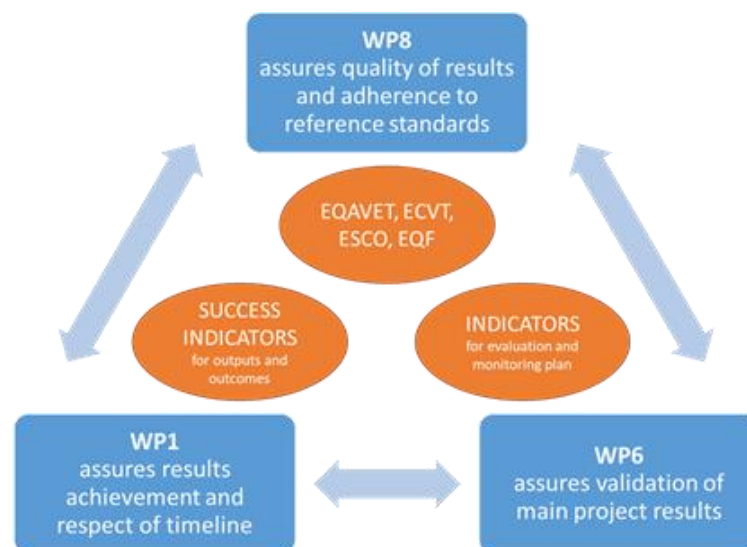 WP8
assures quality of results
and adherence to
reference standards
EQAVET, ECVT,
ESCO, EQF
SUCCESS
INDICATORS
for outputs and
outcomes
INDICATORS
for evaluation and
monitoring plan
WP1
assures results
achievement and
respect of timeline
WP6
assures validation of
main project results